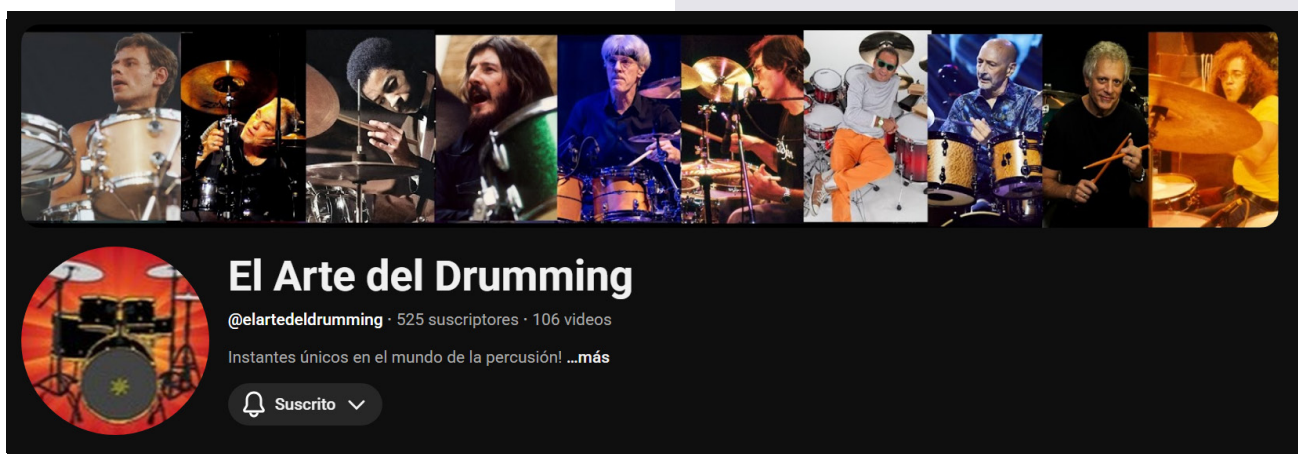 El Arte del Drumming
@elartedeldrumming · 525 suscriptores · 106 videos
Instantes únicos en el mundo de la percusión! ...más
Suscrito